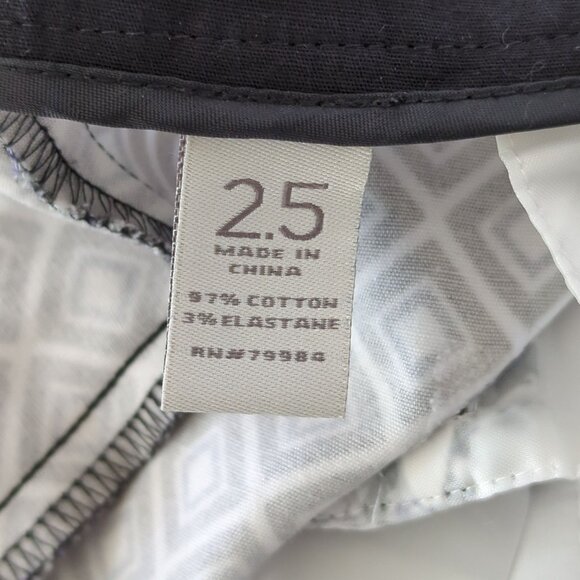 2.5
MADE IN
CHINA
97% COTTON
3% ELASTANE
RN#79984